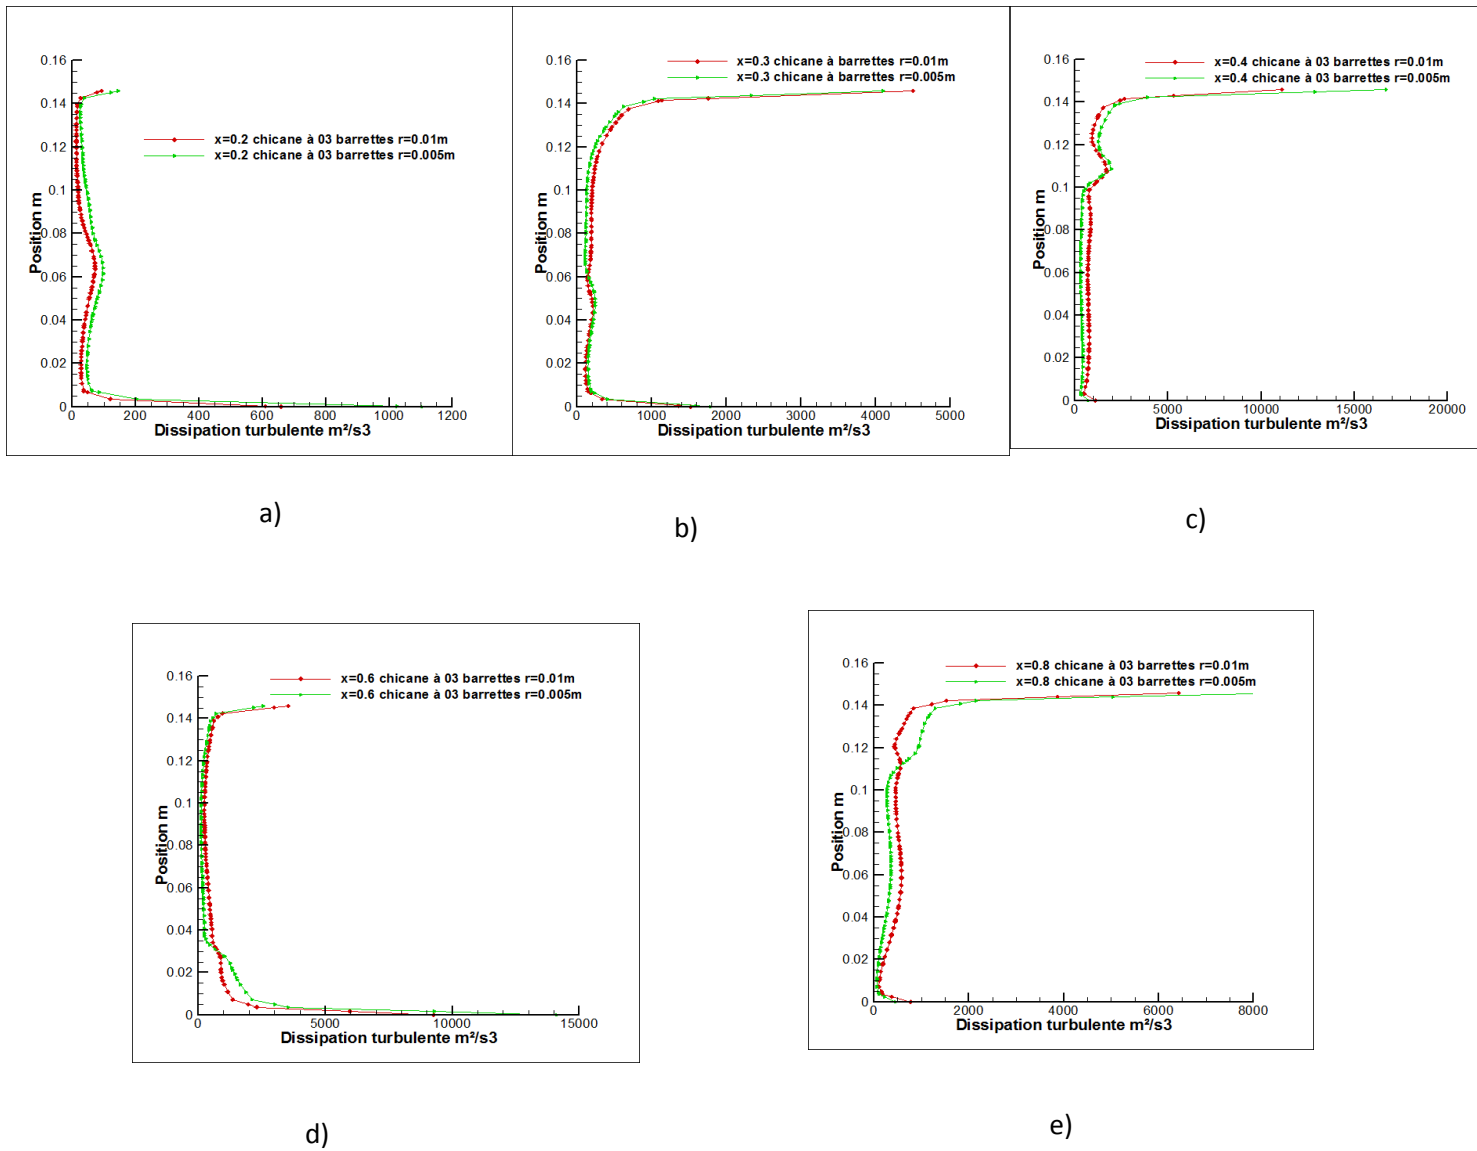 x=0.2 chicane à 03 barrettes r=0.01m
x=0.2 chicane à 03 barrettes r=0.005m
Position m
0.16
0.14
0.12
0.1
0.08
0.06
0.04
0.02
0
0 200 400 600 800 1000 1200
Dissipation turbulente m²/s3
a)
x=0.3 chicane à barrettes r=0.01m
x=0.3 chicane à barrettes r=0.005m
Position m
0.16
0.14
0.12
0.1
0.08
0.06
0.04
0.02
0
0 1000 2000 3000 4000 5000
Dissipation turbulente m²/s3
b)
x=0.4 chicane à 03 barrettes r=0.01m
x=0.4 chicane à 03 barrettes r=0.005m
Position m
0.16
0.14
0.12
0.1
0.08
0.06
0.04
0.02
0
0 5000 10000 15000 20000
Dissipation turbulente m²/s3
c)
x=0.6 chicane à 03 barrettes r=0.01m
x=0.6 chicane à 03 barrettes r=0.005m
Position m
0.16
0.14
0.12
0.1
0.08
0.06
0.04
0.02
0
0 5000 10000 15000
Dissipation turbulente m²/s3
d)
x=0.8 chicane à 03 barrettes r=0.01m
x=0.8 chicane à 03 barrettes r=0.005m
Position m
0.16
0.14
0.12
0.1
0.08
0.06
0.04
0.02
0
0 2000 4000 6000 8000
Dissipation turbulente m²/s3
e)